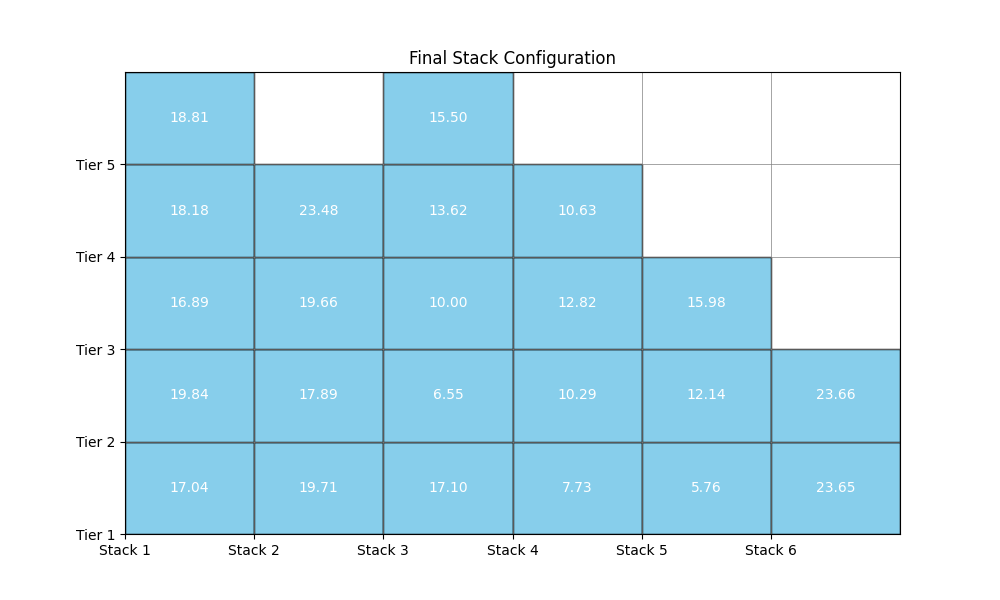 Final Stack Configuration
18.81 15.50
Tier 5
18.18 23.48 13.62 10.63
Tier 4
16.89 19.66 10.00 12.82 15.98
Tier 3
19.84 17.89 6.55 10.29 12.14 23.66
Tier 2
17.04 19.71 17.10 7.73 5.76 23.65
Tier 1
Stack 1 Stack 2 Stack 3 Stack 4 Stack 5 Stack 6